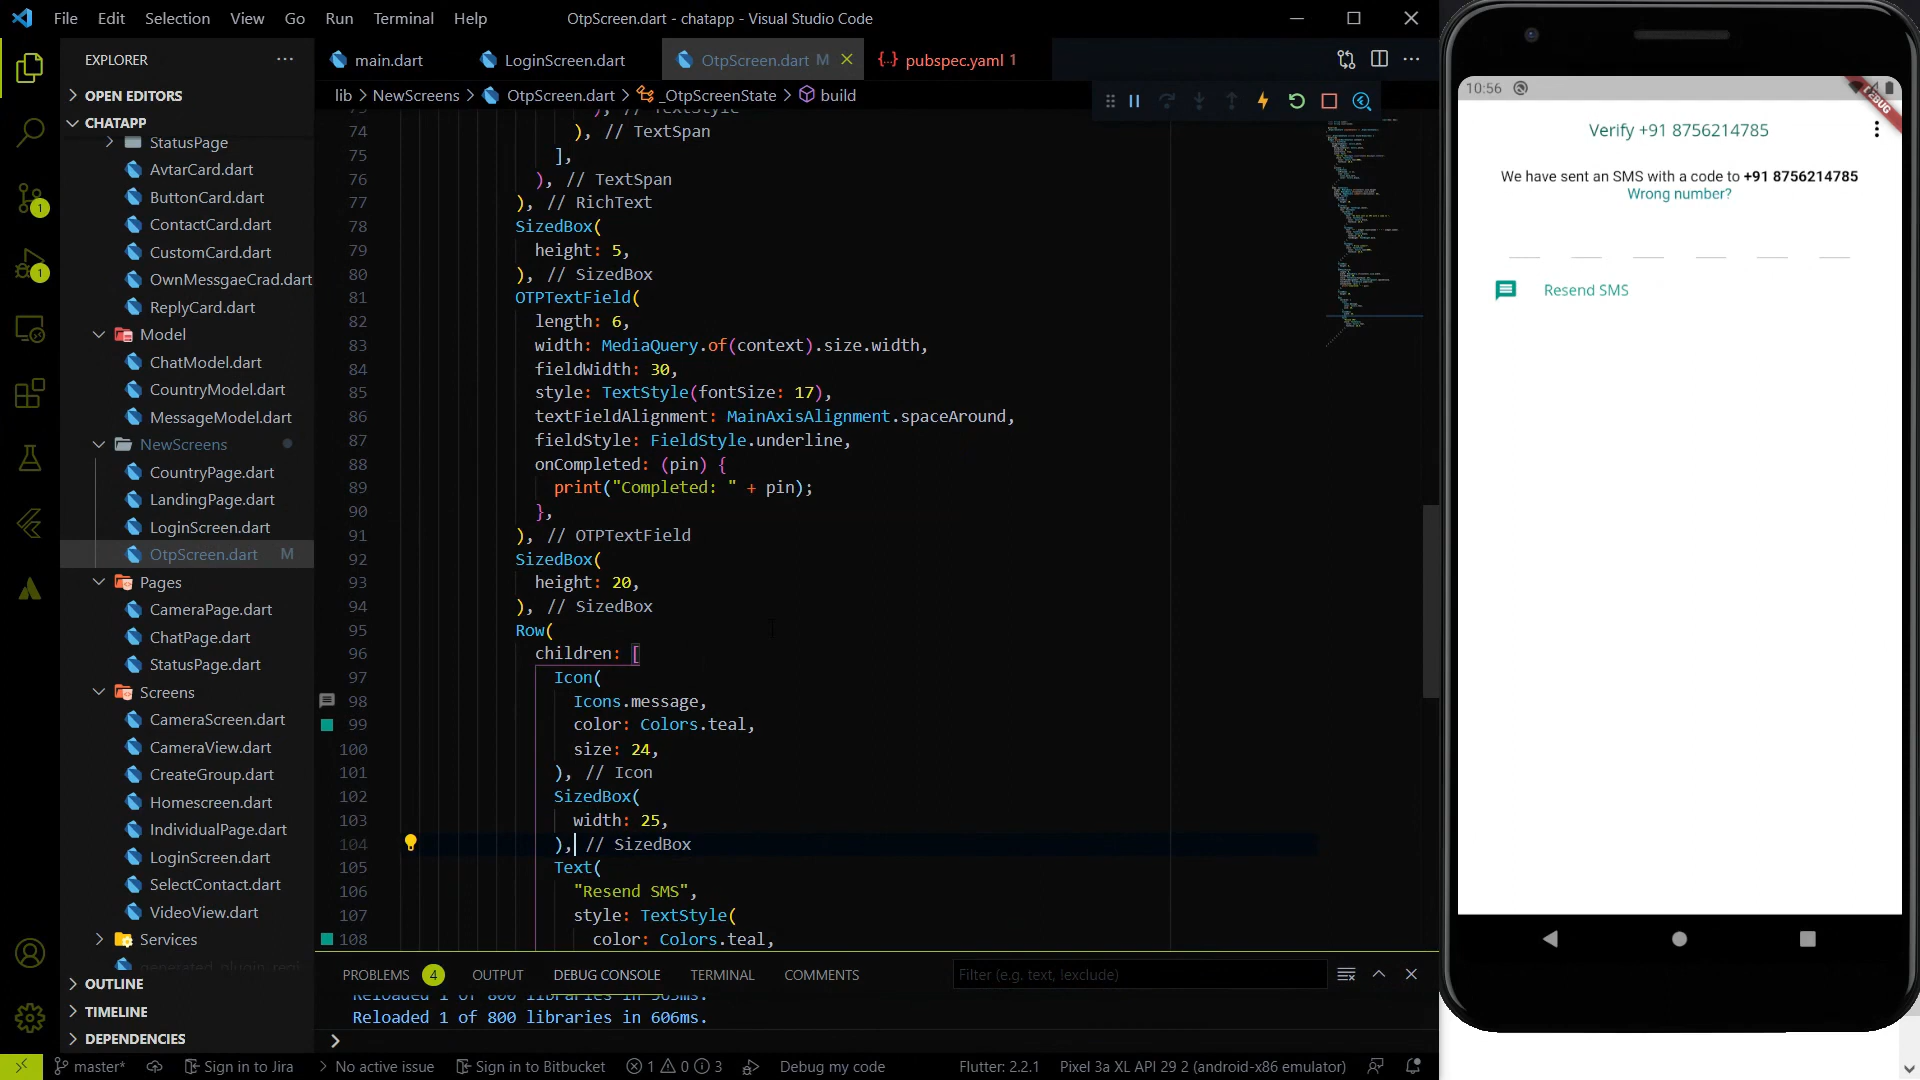 File Edit Selection View Go Run Terminal Help
OtpScreen.dart - chatapp - Visual Studio Code
EXPLORER
OPEN EDITORS
CHATAPP
StatusPage
AvtarCard.dart
ButtonCard.dart
ContactCard.dart
CustomCard.dart
OwnMessgaeCrad.dart
ReplyCard.dart
Model
ChatModel.dart
CountryModel.dart
MessageModel.dart
NewScreens
CountryPage.dart
LandingPage.dart
LoginScreen.dart
OtpScreen.dart M
Pages
CameraPage.dart
ChatPage.dart
StatusPage.dart
Screens
CameraScreen.dart
CameraView.dart
CreateGroup.dart
Homescreen.dart
IndividualPage.dart
LoginScreen.dart
SelectContact.dart
VideoView.dart
Services
OUTLINE
TIMELINE
DEPENDENCIES
1
1
main.dart LoginScreen.dart OtpScreen.dart M pubspec.yaml 1
lib > NewScreens > OtpScreen.dart > _OtpScreenState > build
74 ), // TextSpan
75 ],
76 ), // TextSpan
77 ), // RichText
78 SizedBox(
79 height: 5,
80 ), // SizedBox
81 OTPTextField(
82 length: 6,
83 width: MediaQuery.of(context).size.width,
84 fieldWidth: 30,
85 style: TextStyle(fontSize: 17),
86 textFieldAlignment: MainAxisAlignment.spaceAround,
87 fieldStyle: FieldStyle.underline,
88 onCompleted: (pin) {
89 print("Completed: " + pin);
90 },
91 ), // OTPTextField
92 SizedBox(
93 height: 20,
94 ), // SizedBox
95 Row(
96 children: [
97 Icon(
98 Icons.message,
99 color: Colors.teal,
100 size: 24,
101 ), // Icon
102 SizedBox(
103 width: 25,
104 ), // SizedBox
105 Text(
106 "Resend SMS",
107 style: TextStyle(
108 color: Colors.teal,
PROBLEMS 4 OUTPUT DEBUG CONSOLE TERMINAL COMMENTS
Filter (e.g. text, !exclude)
Reloaded 1 of 800 libraries in 606ms.
master* Sign in to Jira No active issue Sign in to Bitbucket 1 0 3 Debug my code Flutter: 2.2.1 Pixel 3a XL API 29 2 (android-x86 emulator)
10:56
DEBUG
Verify +91 8756214785
We have sent an SMS with a code to +91 8756214785
Wrong number?
Resend SMS